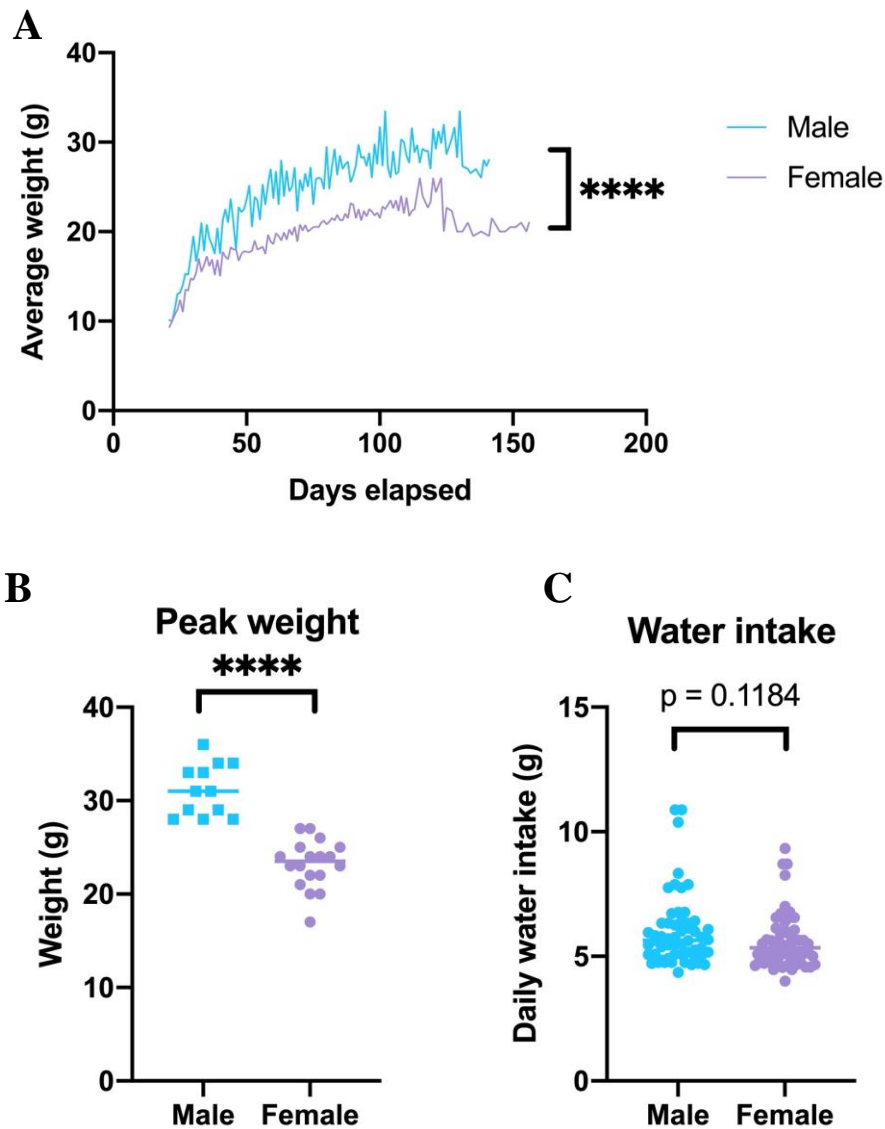 A
40
30
20
10
0
Average weight (g)
0 50 100 150 200
Days elapsed
Male
Female
****
B
Peak weight
****
40
30
20
10
0
Weight (g)
Male Female
C
Water intake
p = 0.1184
15
10
5
0
Daily water intake (g)
Male Female